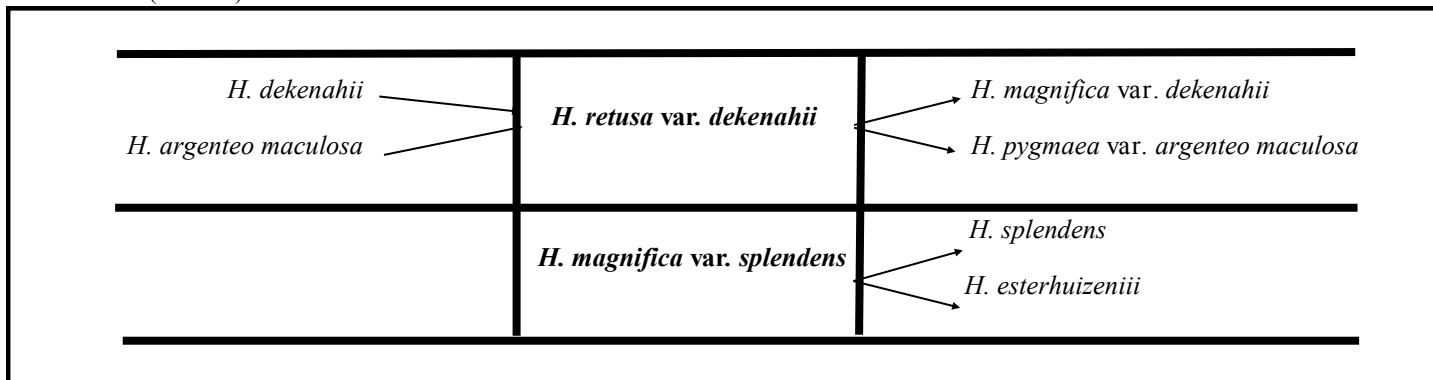 H. dekenahii
H. argenteo maculosa
H. retusa var. dekenahii
H. magnifica var. dekenahii
H. pygmaea var. argenteo maculosa
H. magnifica var. splendens
H. splendens
H. esterhuizeniii